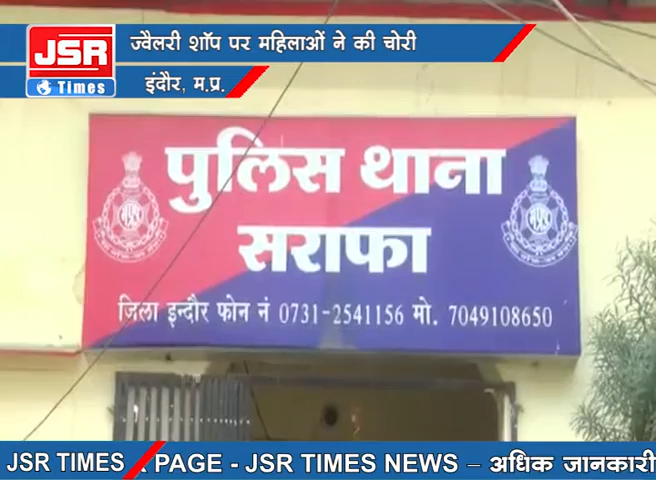 JSR
Times
ज्वैलरी शॉप पर महिलाओं ने की चोरी
इंदौर, म.प्र.
पुलिस थाना
सराफा
जिला इन्दौर फोन नं 0731-2541156 मो. 7049108650
JSR TIMES PAGE - JSR TIMES NEWS – अधिक जानकारी